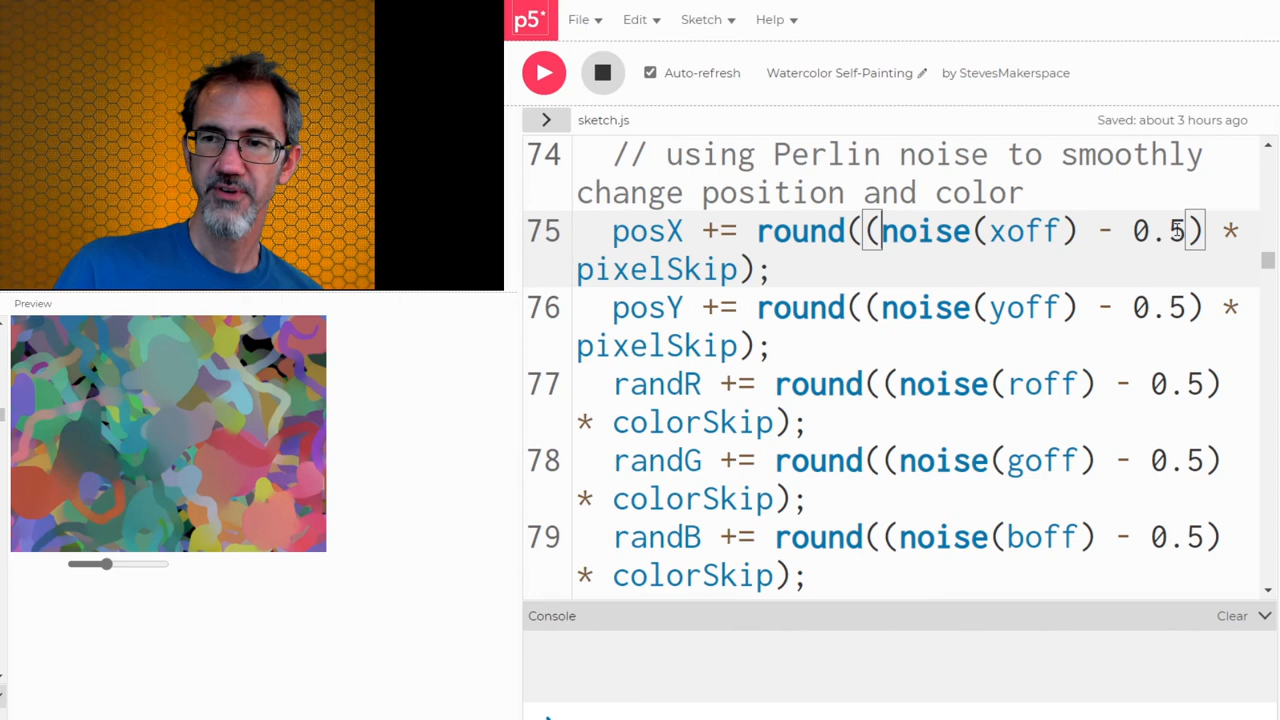 p5* File Edit Sketch Help
Auto-refresh Watercolor Self-Painting by StevesMakerspace
> sketch.js Saved: about 3 hours ago
Preview
74 // using Perlin noise to smoothly
change position and color
75 posX += round((noise(xoff) - 0.5) *
pixelSkip);
76 posY += round((noise(yoff) - 0.5) *
pixelSkip);
77 randR += round((noise(roff) - 0.5)
* colorSkip);
78 randG += round((noise(goff) - 0.5)
* colorSkip);
79 randB += round((noise(boff) - 0.5)
* colorSkip);
Console Clear